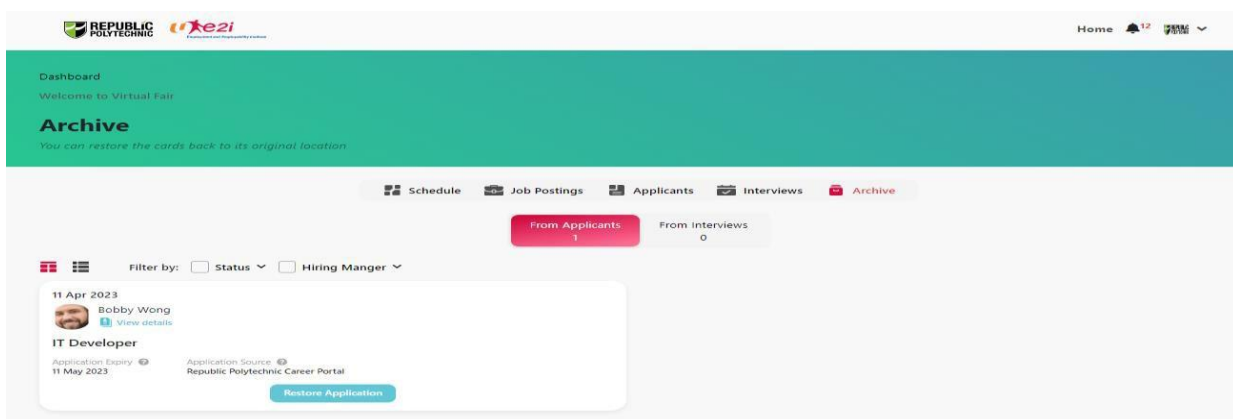 REPUBLIC POLYTECHNIC
e2i
Home 12
Dashboard
Welcome to Virtual Fair
Archive
You can restore the cards back to its original location
Schedule Job Postings Applicants Interviews Archive
From Applicants From Interviews
1 0
Filter by: Status Hiring Manger
11 Apr 2023
Bobby Wong
View details
IT Developer
Application Expiry Application Source
11 May 2023 Republic Polytechnic Career Portal
Restore Application